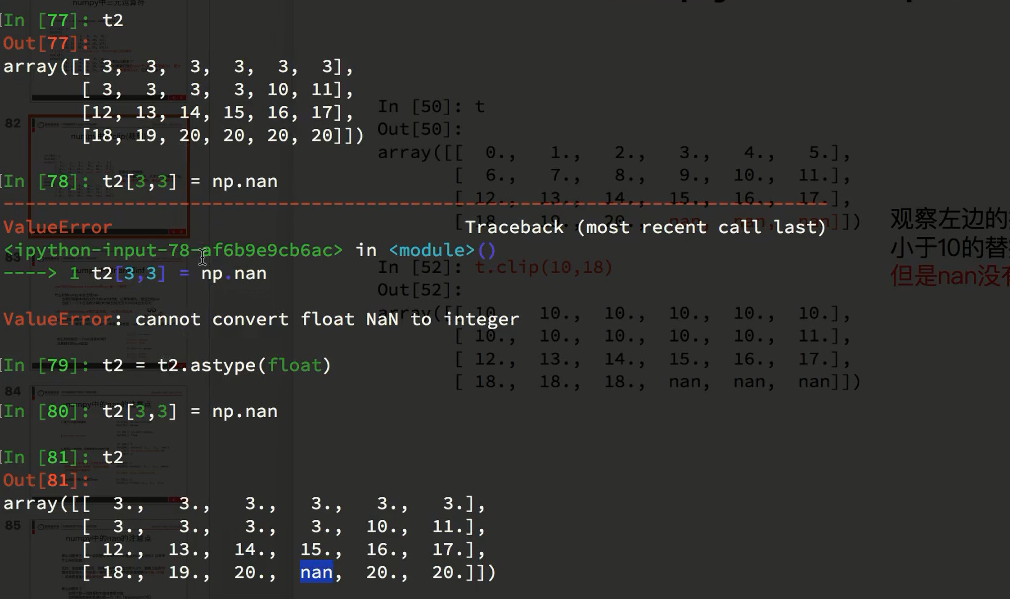 In [77]: t2
Out[77]:
array([[ 3,  3,  3,  3,  3,  3],
       [ 3,  3,  3,  3, 10, 11],
       [12, 13, 14, 15, 16, 17],
       [18, 19, 20, 20, 20, 20]])
In [78]: t2[3,3] = np.nan
ValueError                                Traceback (most recent call last)
<ipython-input-78-af6b9e9cb6ac> in <module>()
----> 1 t2[3,3] = np.nan
ValueError: cannot convert float NaN to integer
In [79]: t2 = t2.astype(float)
In [80]: t2[3,3] = np.nan
In [81]: t2
Out[81]:
array([[  3.,   3.,   3.,   3.,   3.,   3.],
       [  3.,   3.,   3.,   3.,  10.,  11.],
       [ 12.,  13.,  14.,  15.,  16.,  17.],
       [ 18.,  19.,  20.,  nan,  20.,  20.]])
82
84
85
In [50]: t
Out[50]:
array([[  0.,   1.,   2.,   3.,   4.,   5.],
       [  6.,   7.,   8.,   9.,  10.,  11.],
       [ 12.,  13.,  14.,  15.,  16.,  17.],
       [ 18.,  19.,  20.,  nan,  nan,  nan]])
In [52]: t.clip(10,18)
Out[52]:
array([[ 10.,  10.,  10.,  10.,  10.,  10.],
       [ 10.,  10.,  10.,  10.,  10.,  11.],
       [ 12.,  13.,  14.,  15.,  16.,  17.],
       [ 18.,  18.,  18.,  nan,  nan,  nan]])
观察左边的
小于10的替
但是nan没有